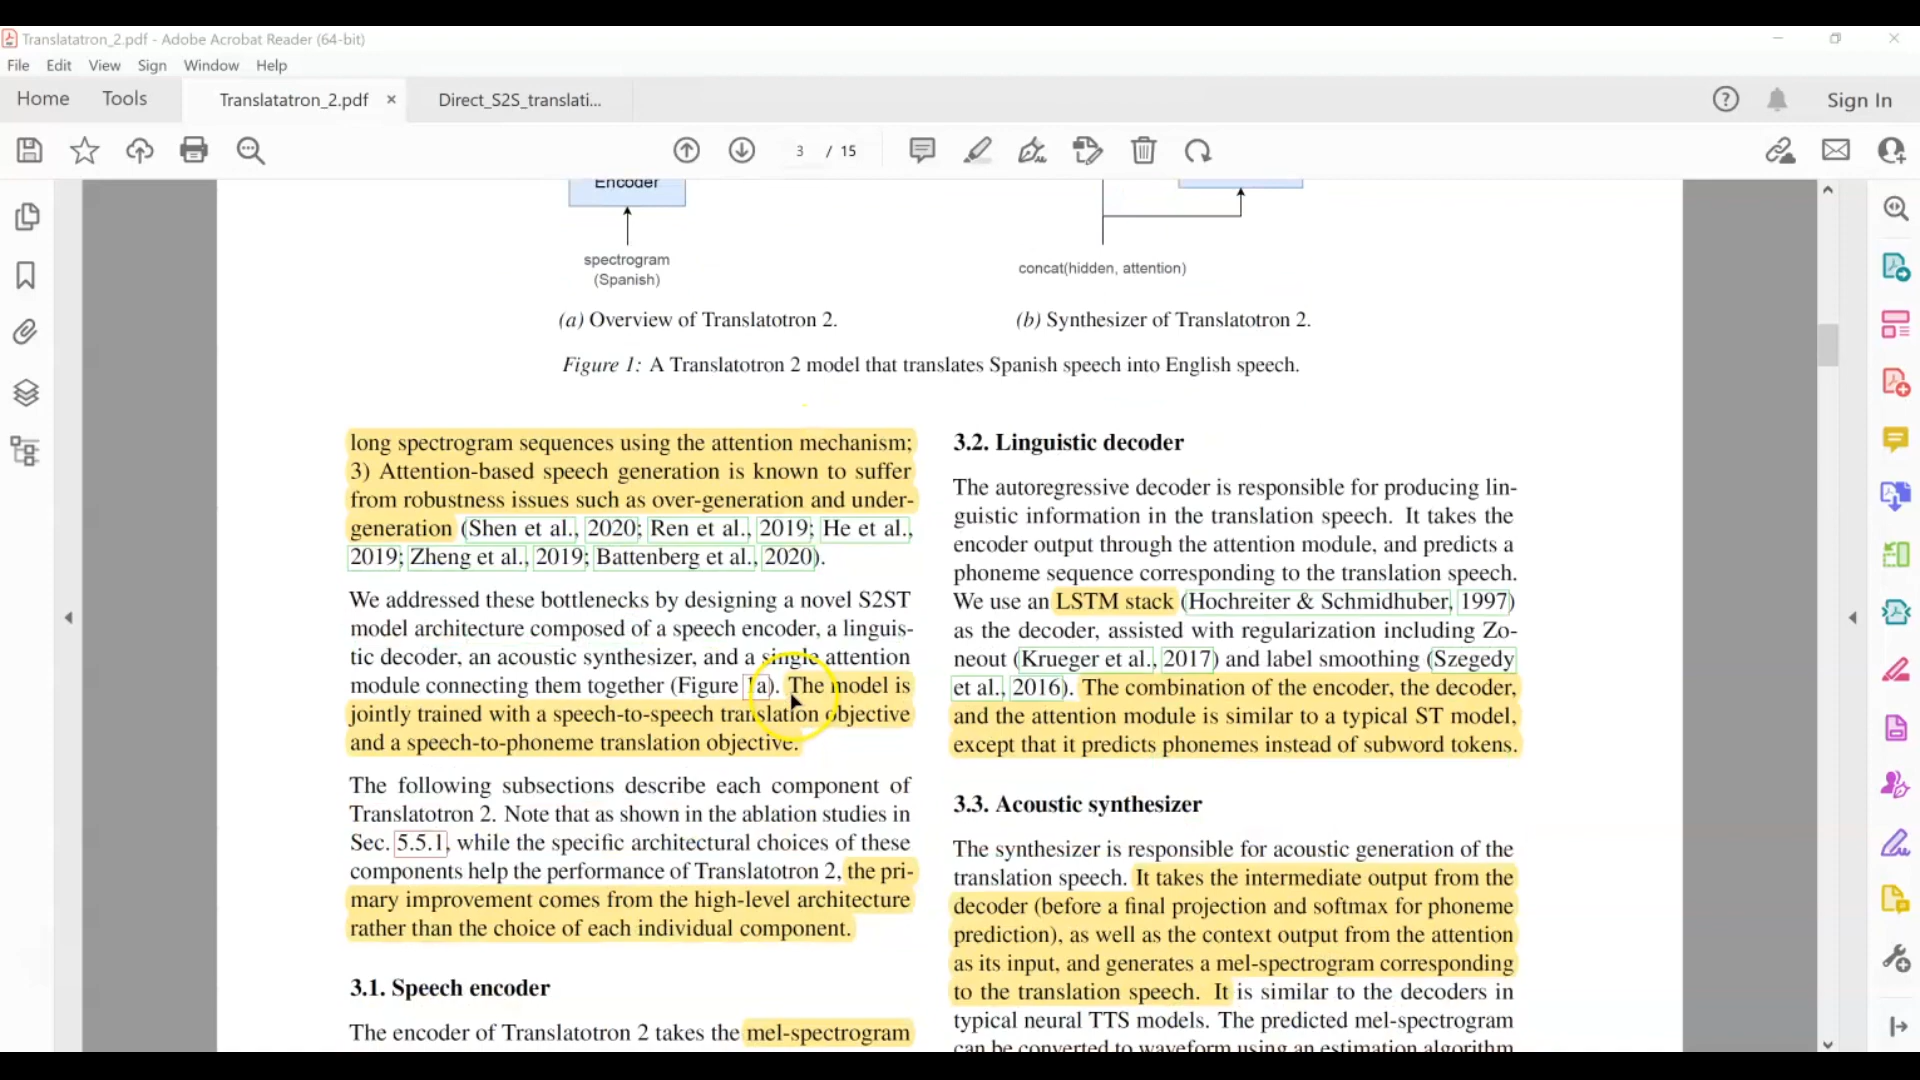 Translatatron_2.pdf - Adobe Acrobat Reader (64-bit)
File Edit View Sign Window Help
Home Tools Translatatron_2.pdf × Direct_S2S_translati... Sign In
3 / 15
Encoder
spectrogram
(Spanish)
concat(hidden, attention)
(a) Overview of Translatotron 2.
(b) Synthesizer of Translatotron 2.
Figure 1: A Translatotron 2 model that translates Spanish speech into English speech.
long spectrogram sequences using the attention mechanism;
3) Attention-based speech generation is known to suffer
from robustness issues such as over-generation and under-
generation (Shen et al., 2020; Ren et al., 2019; He et al.,
2019; Zheng et al., 2019; Battenberg et al., 2020).
We addressed these bottlenecks by designing a novel S2ST
model architecture composed of a speech encoder, a linguis-
tic decoder, an acoustic synthesizer, and a single attention
module connecting them together (Figure 1a). The model is
jointly trained with a speech-to-speech translation objective
and a speech-to-phoneme translation objective.
The following subsections describe each component of
Translatotron 2. Note that as shown in the ablation studies in
Sec. 5.5.1, while the specific architectural choices of these
components help the performance of Translatotron 2, the pri-
mary improvement comes from the high-level architecture
rather than the choice of each individual component.
3.1. Speech encoder
The encoder of Translatotron 2 takes the mel-spectrogram
3.2. Linguistic decoder
The autoregressive decoder is responsible for producing lin-
guistic information in the translation speech. It takes the
encoder output through the attention module, and predicts a
phoneme sequence corresponding to the translation speech.
We use an LSTM stack (Hochreiter & Schmidhuber, 1997)
as the decoder, assisted with regularization including Zo-
neout (Krueger et al., 2017) and label smoothing (Szegedy
et al., 2016). The combination of the encoder, the decoder,
and the attention module is similar to a typical ST model,
except that it predicts phonemes instead of subword tokens.
3.3. Acoustic synthesizer
The synthesizer is responsible for acoustic generation of the
translation speech. It takes the intermediate output from the
decoder (before a final projection and softmax for phoneme
prediction), as well as the context output from the attention
as its input, and generates a mel-spectrogram corresponding
to the translation speech. It is similar to the decoders in
typical neural TTS models. The predicted mel-spectrogram
can be converted to waveform using an estimation algorithm